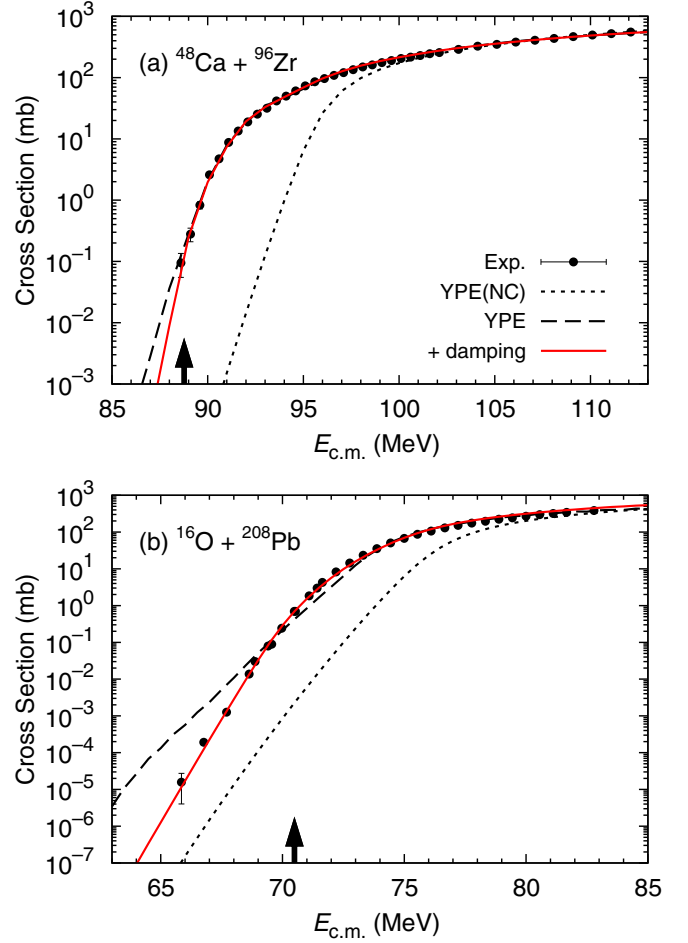 (a) ⁴⁸Ca + ⁹⁶Zr
Cross Section (mb)
10³
10²
10¹
10⁰
10⁻¹
10⁻²
10⁻³
Exp.
YPE(NC)
YPE
+ damping
85 90 95 100 105 110
E_c.m. (MeV)
(b) ¹⁶O + ²⁰⁸Pb
Cross Section (mb)
10³
10²
10¹
10⁰
10⁻¹
10⁻²
10⁻³
10⁻⁴
10⁻⁵
10⁻⁶
10⁻⁷
65 70 75 80 85
E_c.m. (MeV)